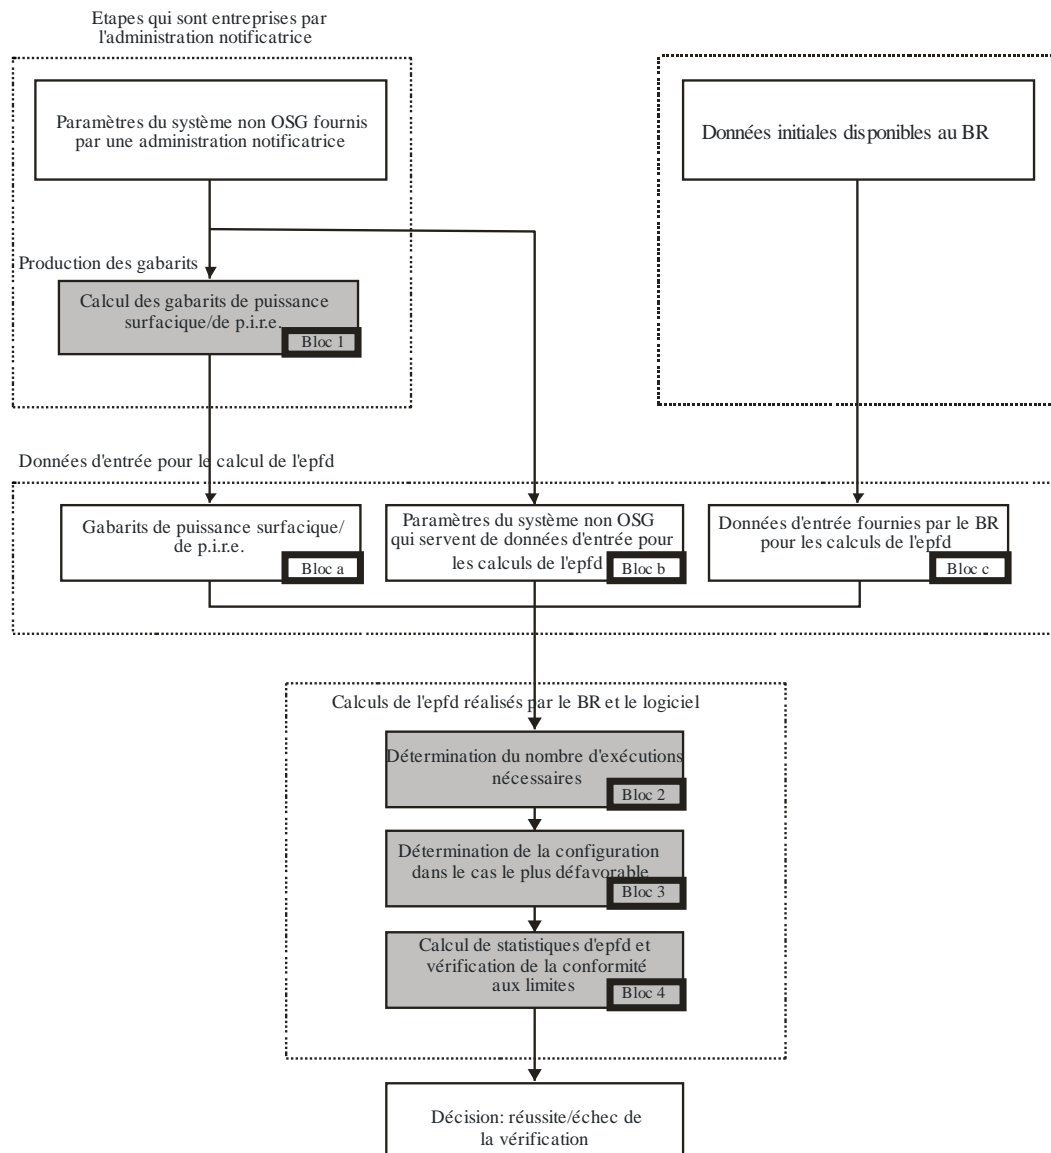 Etapes qui sont entreprises par
l'administration notificatrice
Paramètres du système non OSG fournis
par une administration notificatrice
Données initiales disponibles au BR
Production des gabarits
Calcul des gabarits de puissance
surfacique/de p.i.r.e.
Bloc 1
Données d'entrée pour le calcul de l'epfd
Gabarits de puissance surfacique/
de p.i.r.e.
Bloc a
Paramètres du système non OSG
qui servent de données d'entrée pour
les calculs de l'epfd
Bloc b
Données d'entrée fournies par le BR
pour les calculs de l'epfd
Bloc c
Calculs de l'epfd réalisés par le BR et le logiciel
Détermination du nombre d'exécutions
nécessaires
Bloc 2
Détermination de la configuration
dans le cas le plus défavorable
Bloc 3
Calcul de statistiques d'epfd et
vérification de la conformité
aux limites
Bloc 4
Décision: réussite/échec de
la vérification